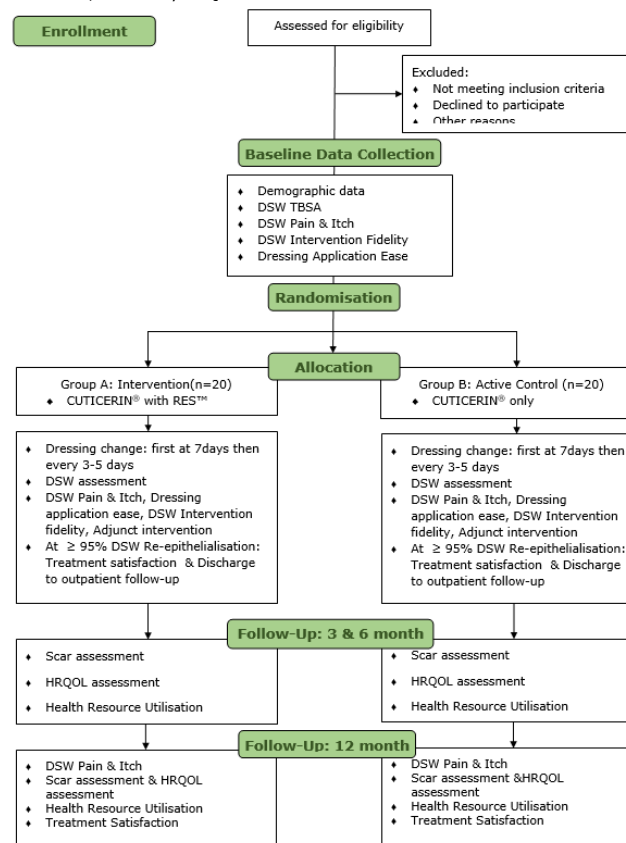 Enrollment
Assessed for eligibility
Excluded:
♦ Not meeting inclusion criteria
♦ Declined to participate
♦ Other reasons
Baseline Data Collection
♦ Demographic data
♦ DSW TBSA
♦ DSW Pain & Itch
♦ DSW Intervention Fidelity
♦ Dressing Application Ease
Randomisation
Allocation
Group A: Intervention(n=20)
♦ CUTICERIN® with RES™
Group B: Active Control (n=20)
♦ CUTICERIN® only
♦ Dressing change: first at 7days then
every 3-5 days
♦ DSW assessment
♦ DSW Pain & Itch, Dressing
application ease, DSW Intervention
fidelity, Adjunct intervention
♦ At ≥ 95% DSW Re-epithelialisation:
Treatment satisfaction & Discharge
to outpatient follow-up
♦ Dressing change: first at 7days then
every 3-5 days
♦ DSW assessment
♦ DSW Pain & Itch, Dressing
application ease, DSW Intervention
fidelity, Adjunct intervention
♦ At ≥ 95% DSW Re-epithelialisation:
Treatment satisfaction & Discharge
to outpatient follow-up
Follow-Up: 3 & 6 month
♦ Scar assessment
♦ HRQOL assessment
♦ Health Resource Utilisation
♦ Scar assessment
♦ HRQOL assessment
♦ Health Resource Utilisation
Follow-Up: 12 month
♦ DSW Pain & Itch
♦ Scar assessment & HRQOL
assessment
♦ Health Resource Utilisation
♦ Treatment Satisfaction
♦ DSW Pain & Itch
♦ Scar assessment &HRQOL
assessment
♦ Health Resource Utilisation
♦ Treatment Satisfaction